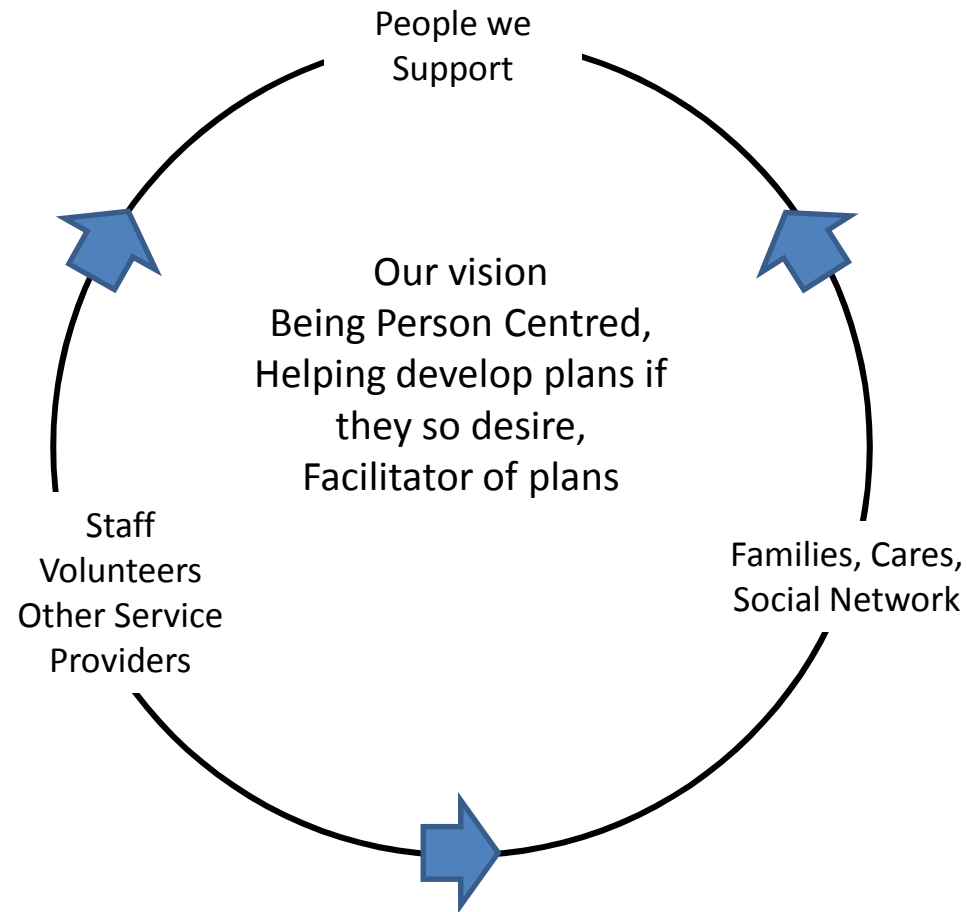 People we
Support
Our vision
Being Person Centred,
Helping develop plans if
they so desire,
Facilitator of plans
Staff
Volunteers
Other Service
Providers
Families, Cares,
Social Network